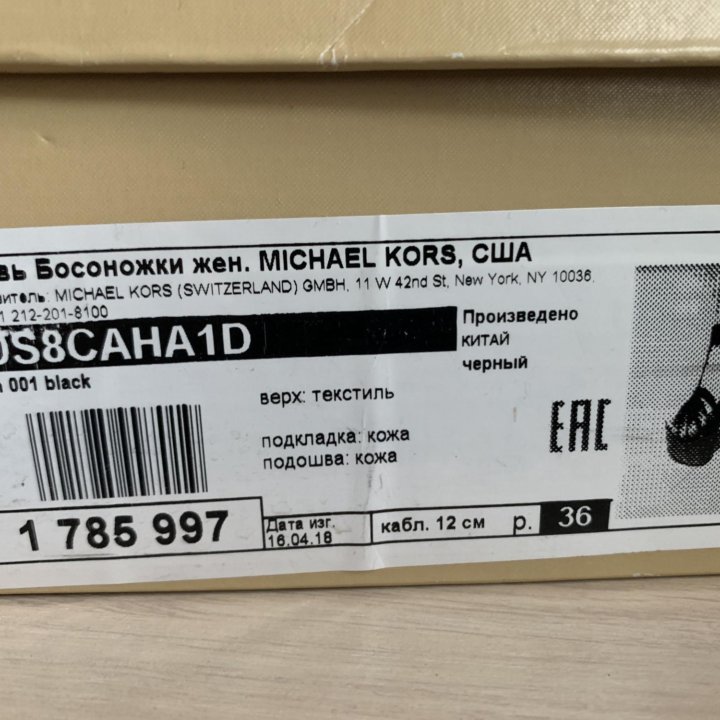 вь Босоножки жен. MICHAEL KORS, США
витель: MICHAEL KORS (SWITZERLAND) GMBH, 11 W 42nd St, New York, NY 10036,
1 212-201-8100
US8CAHA1D
Произведено
КИТАЙ
черный
001 black
верх: текстиль
подкладка: кожа
подошва: кожа
EAC
1 785 997
Дата изг.
16.04.18
кабл. 12 см
р. 36